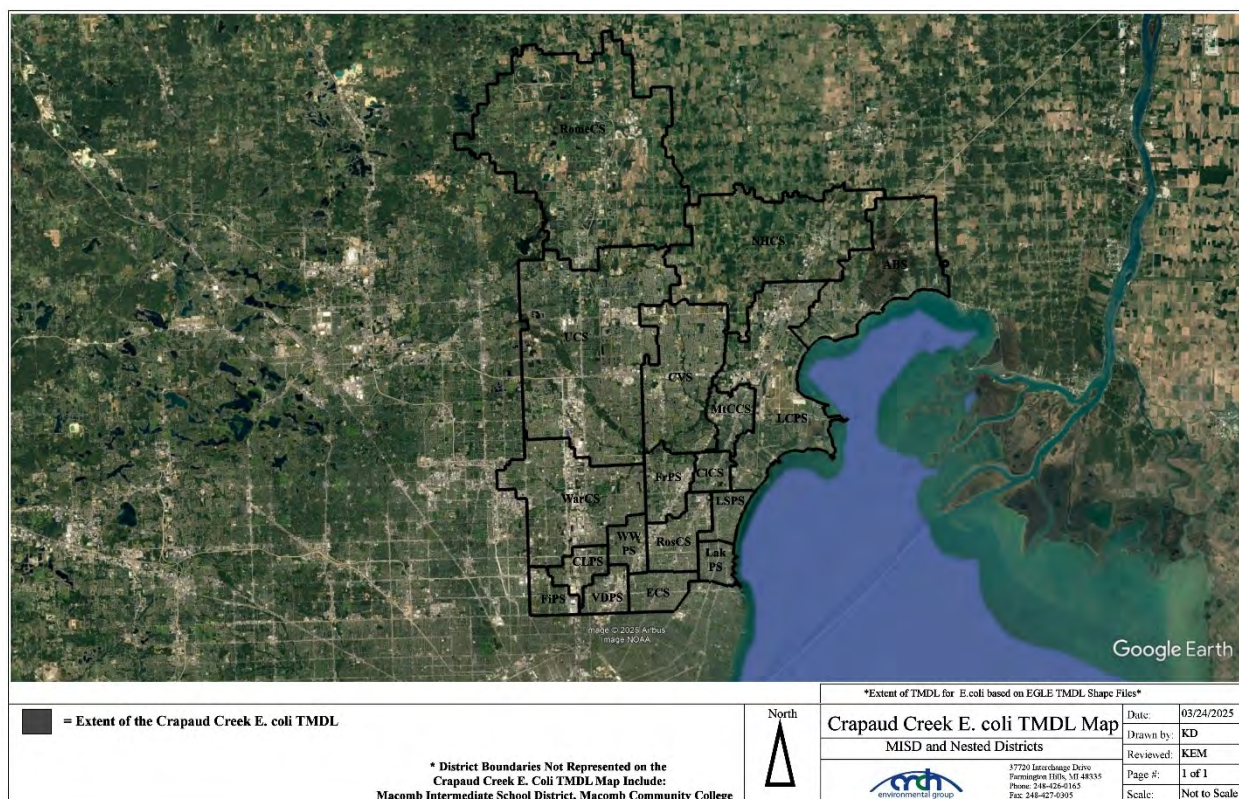 RomeCS
NHCS
ABS
UCS
CVS
MtCCS
LCPS
FrPS
ClCS
WarCS
LSPS
WW
PS
RosCS
Lak
PS
CLPS
FiPS
VDPS
ECS
mage © 2025 Airbus
mage NOAA
Google Earth
*Extent of TMDL for E.coli based on EGLE TMDL Shape Files*
= Extent of the Crapaud Creek E. coli TMDL
* District Boundaries Not Represented on the
Crapaud Creek E. Coli TMDL Map Include:
Macomb Intermediate School District, Macomb Community College
North
Crapaud Creek E. coli TMDL Map
MISD and Nested Districts
environmental group
37720 Interchange Drive
Farmington Hills, MI 48335
Phone: 248-426-0165
Fax: 248-427-0305
Date: 03/24/2025
Drawn by: KD
Reviewed: KEM
Page #: 1 of 1
Scale: Not to Scale